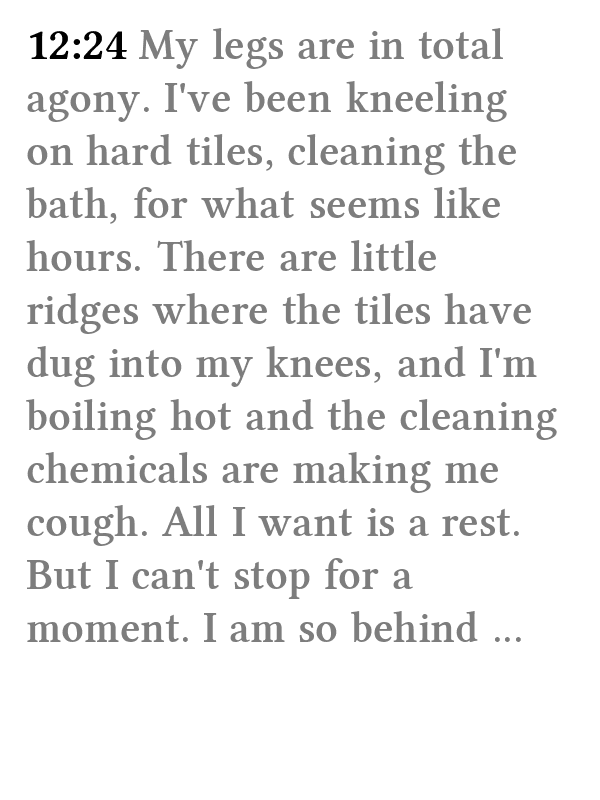 12:24 My legs are in total
agony. I've been kneeling
on hard tiles, cleaning the
bath, for what seems like
hours. There are little
ridges where the tiles have
dug into my knees, and I'm
boiling hot and the cleaning
chemicals are making me
cough. All I want is a rest.
But I can't stop for a
moment. I am so behind ...